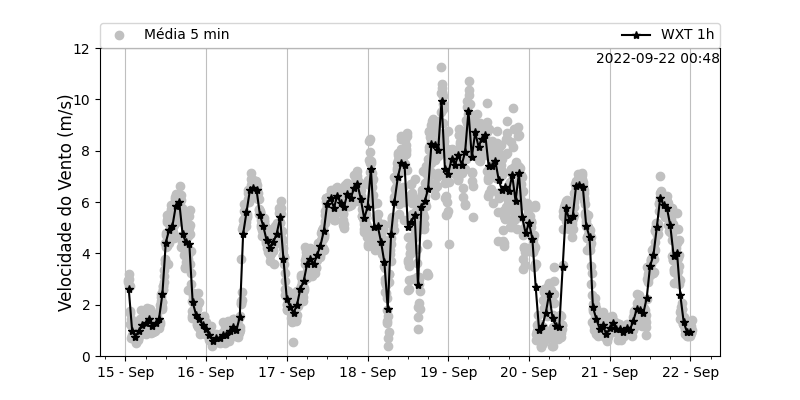 Média 5 min
WXT 1h
2022-09-22 00:48
Velocidade do Vento (m/s)
12
10
8
6
4
2
0
15 - Sep
16 - Sep
17 - Sep
18 - Sep
19 - Sep
20 - Sep
21 - Sep
22 - Sep